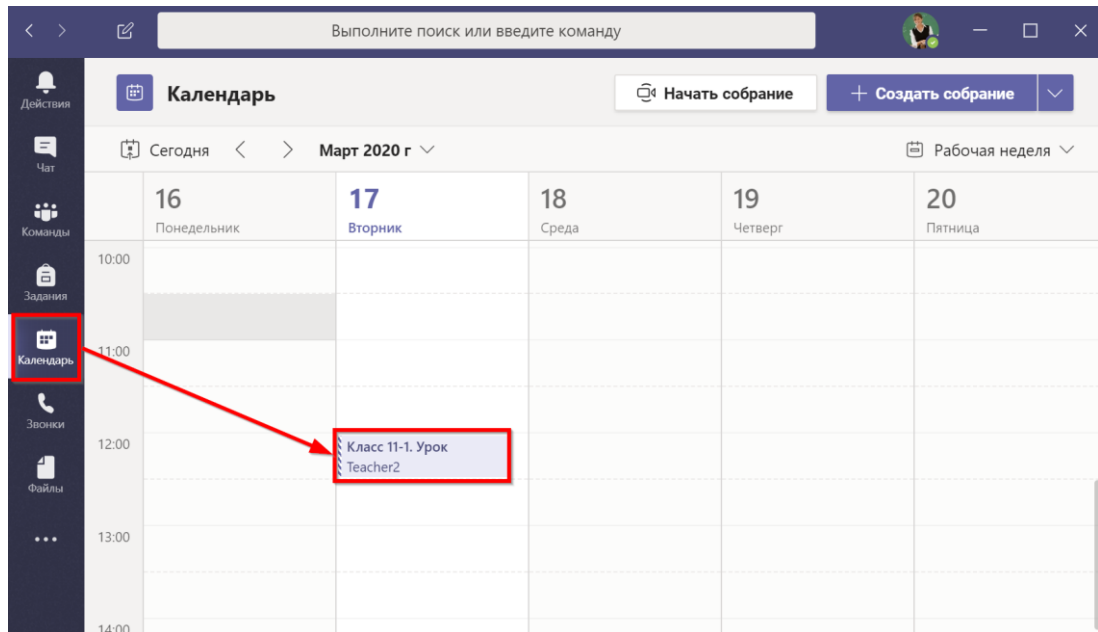 Выполните поиск или введите команду
Действия
Чат
Команды
Задания
Календарь
Звонки
Файлы
Календарь
Начать собрание
+ Создать собрание
Сегодня
Март 2020 г
Рабочая неделя
16
Понедельник
17
Вторник
18
Среда
19
Четверг
20
Пятница
10:00
11:00
12:00
Класс 11-1. Урок
Teacher2
13:00
14:00